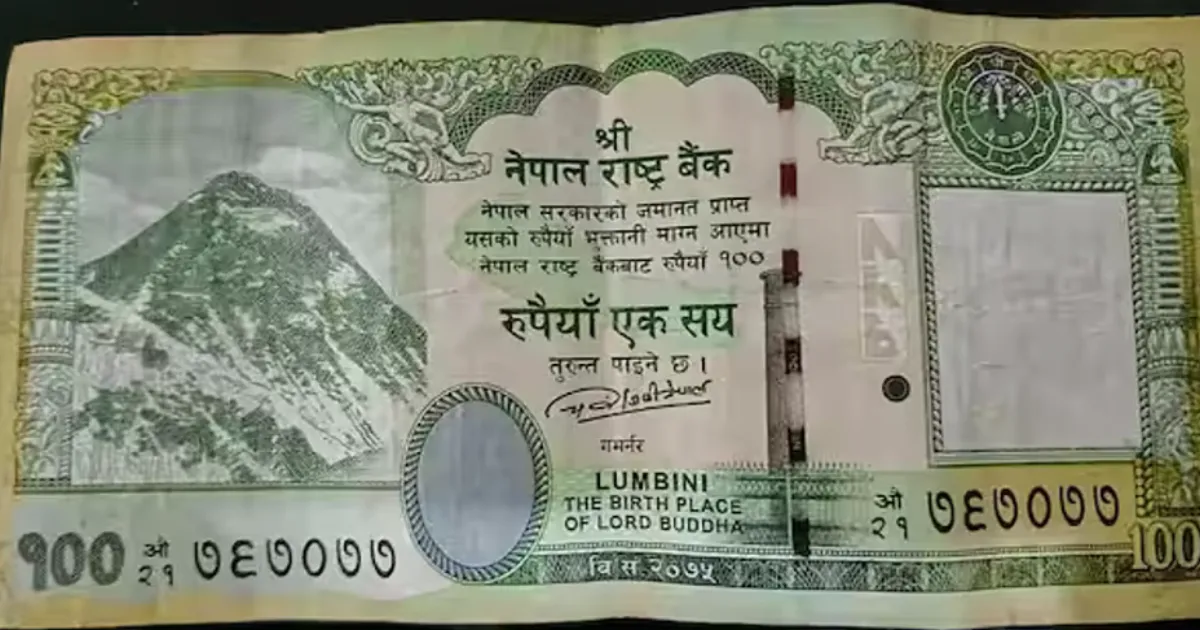 श्री
नेपाल राष्ट्र बैंक
नेपाल सरकारको जमानत प्राप्त
यसको रुपैयाँ भुक्तानी माग्न आएमा
नेपाल राष्ट्र बैंकबाट रुपैयाँ १००
रुपैयाँ एक सय
तुरुन्त पाइने छ।
गभर्नर
LUMBINI
THE BIRTH PLACE
OF LORD BUDDHA
वि स २०७५
१००
औ
२१
७६७०७७
औ
२१
७६७०७७
100
NRB